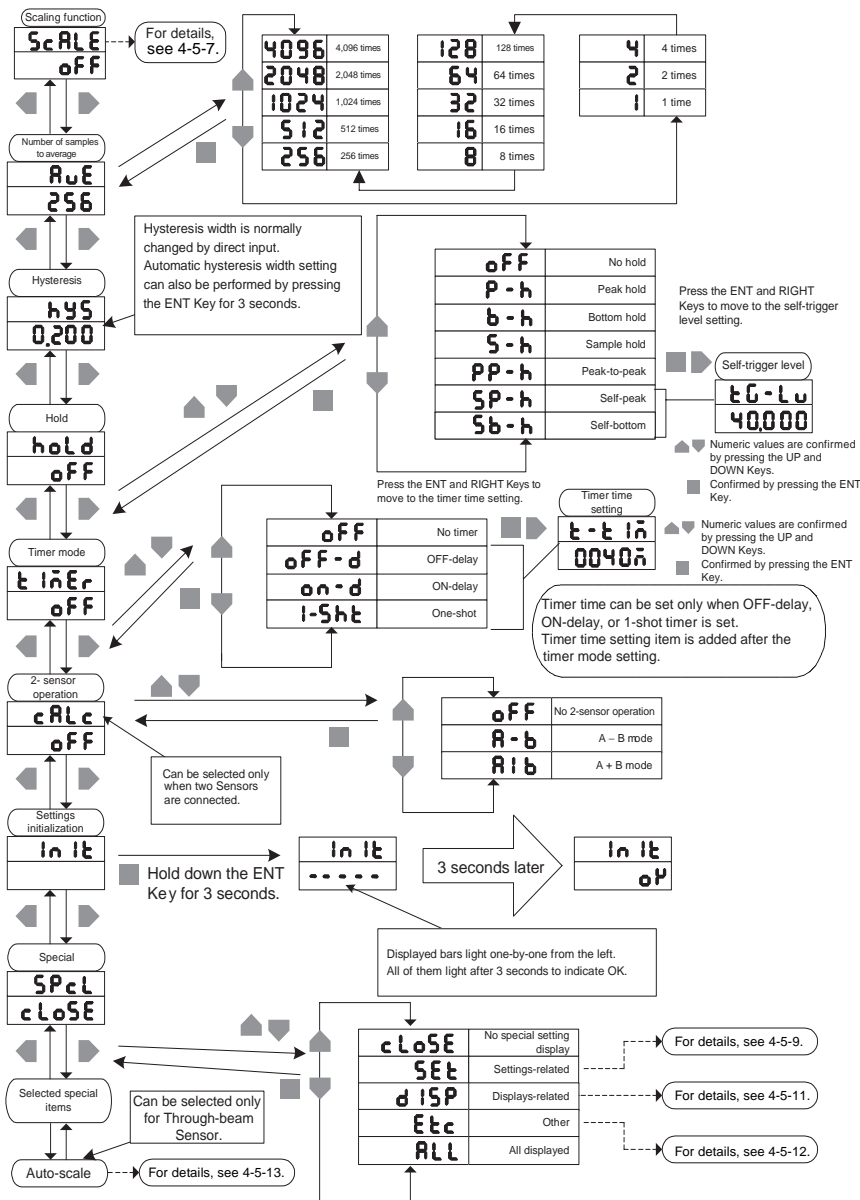 Scaling function
ScALE
oFF
For details,
see 4-5-7.
4096 4,096 times
2048 2,048 times
1024 1,024 times
512 512 times
256 256 times
128 128 times
64 64 times
32 32 times
16 16 times
8 8 times
4 4 times
2 2 times
1 1 time
Number of samples
to average
AvE
256
Hysteresis width is normally
changed by direct input.
Automatic hysteresis width setting
can also be performed by pressing
the ENT Key for 3 seconds.
Hysteresis
hYS
0.200
oFF No hold
P-h Peak hold
b-h Bottom hold
S-h Sample hold
PP-h Peak-to-peak
SP-h Self-peak
Sb-h Self-bottom
Press the ENT and RIGHT
Keys to move to the self-trigger
level setting.
Self-trigger level
tG-Lv
40.000
Numeric values are confirmed
by pressing the UP and
DOWN Keys.
Confirmed by pressing the ENT
Key.
Hold
hoLd
oFF
Press the ENT and RIGHT Keys to
move to the timer time setting.
oFF No timer
oFF-d OFF-delay
on-d ON-delay
1-Sht One-shot
Timer time
setting
t-tIm
0040m
Numeric values are confirmed
by pressing the UP and
DOWN Keys.
Confirmed by pressing the ENT
Key.
Timer mode
tImEr
oFF
Timer time can be set only when OFF-delay,
ON-delay, or 1-shot timer is set.
Timer time setting item is added after the
timer mode setting.
2- sensor
operation
cALc
oFF
Can be selected only
when two Sensors
are connected.
oFF No 2-sensor operation
A-b A – B mode
A1b A + B mode
Settings
initialization
InIt
Hold down the ENT
Key for 3 seconds.
InIt
-----
3 seconds later
InIt
oK
Displayed bars light one-by-one from the left.
All of them light after 3 seconds to indicate OK.
Special
SPcL
cLoSE
cLoSE No special setting
display
SEt Settings-related
dISP Displays-related
Etc Other
ALL All displayed
For details, see 4-5-9.
For details, see 4-5-11.
For details, see 4-5-12.
Selected special
items
Can be selected only
for Through-beam
Sensor.
Auto-scale
For details, see 4-5-13.